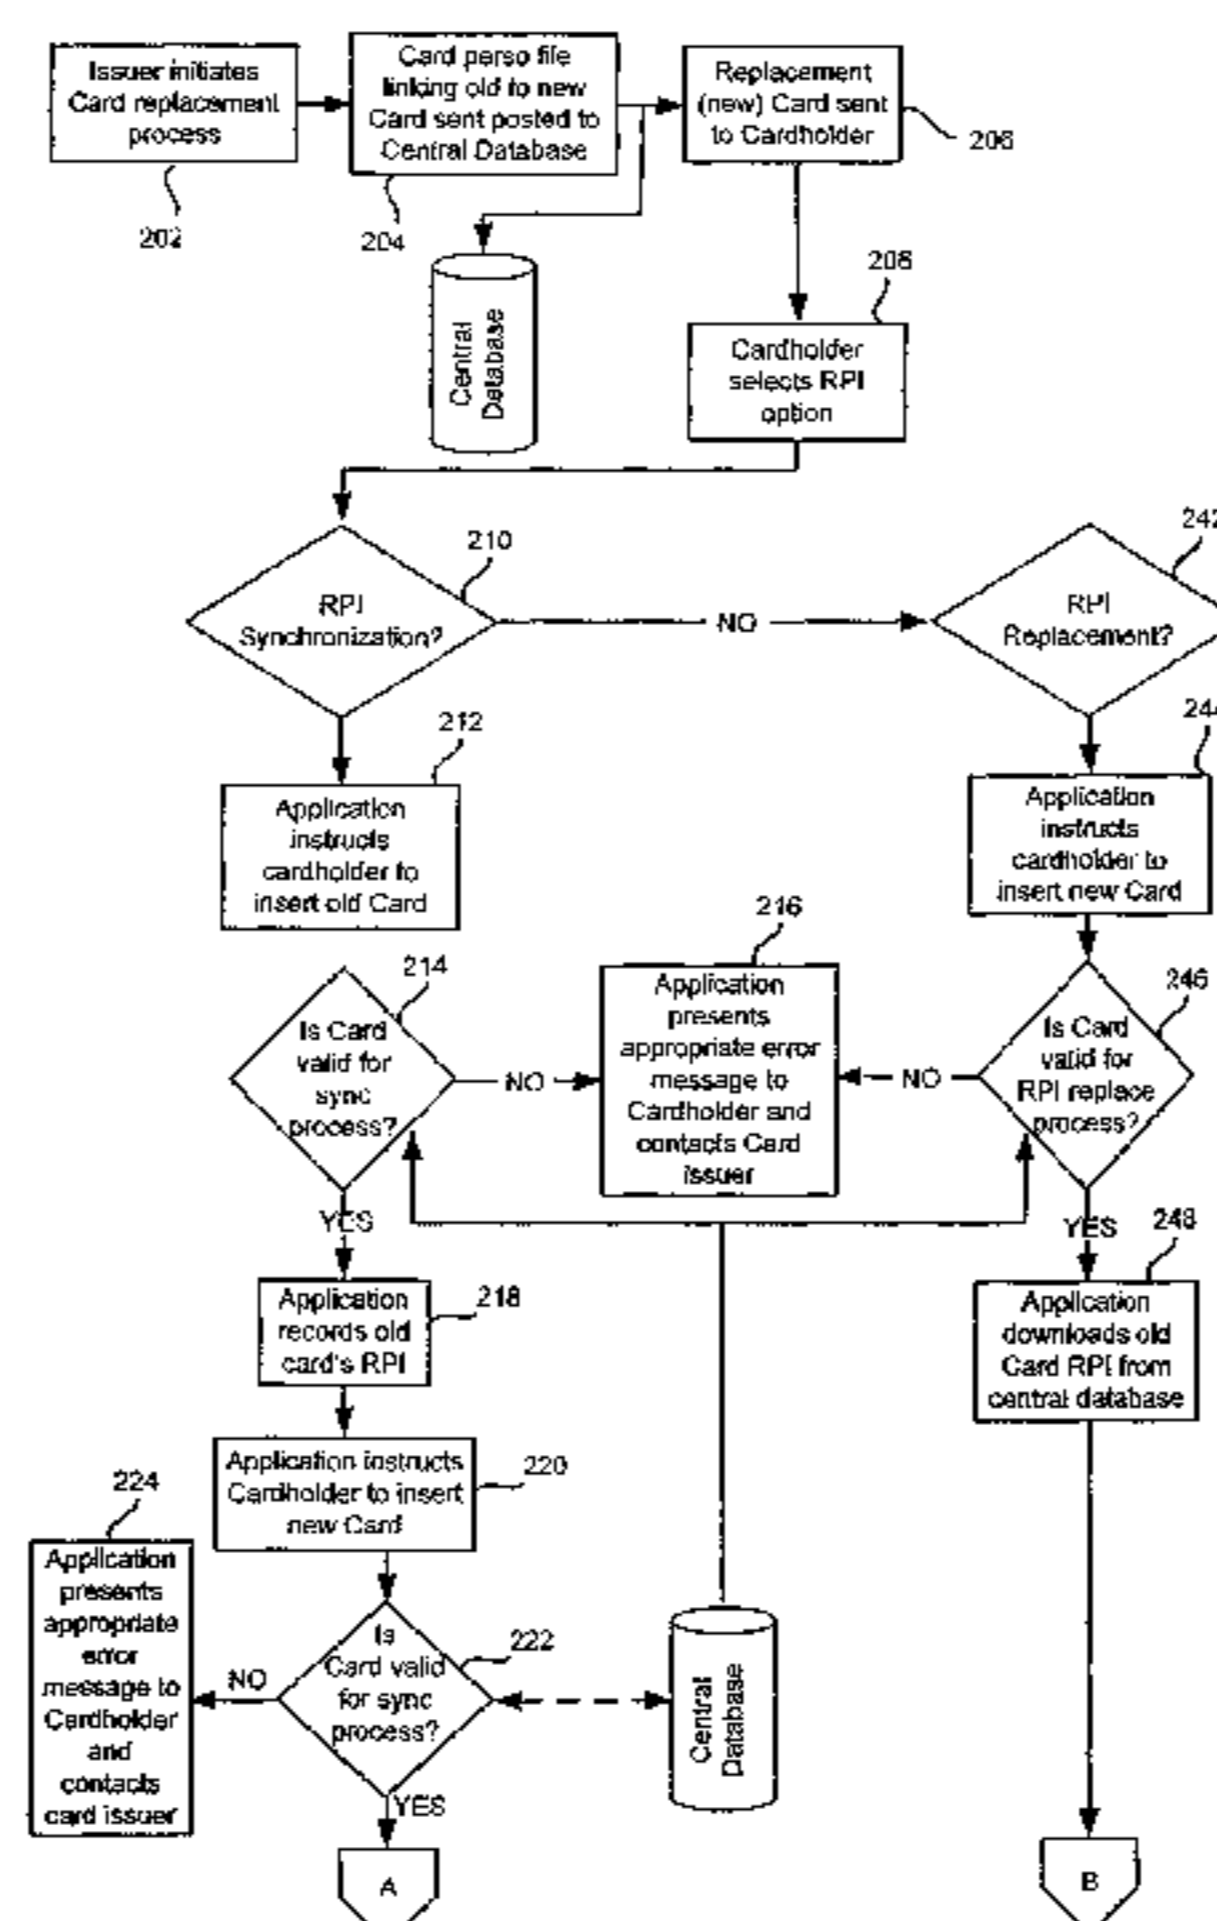 Issuer initiates
Card replacement
process
202
Card perso file
linking old to new
Card sent posted to
Central Database
204
Replacement
(new) Card sent
to Cardholder
206
Central
Database
208
Cardholder
selects RPI
option
210
RPI
Synchronization?
NO
242
RPI
Replacement?
212
Application
instructs
cardholder to
insert old Card
244
Application
instructs
cardholder to
insert new Card
214
Is Card
valid for
sync
process?
NO
216
Application
presents
appropriate error
message to
Cardholder and
contacts Card
issuer
NO
246
Is Card
valid for
RPI replace
process?
YES
YES
218
Application
records old
card's RPI
248
Application
downloads old
Card RPI from
central database
220
Application instructs
Cardholder to insert
new Card
224
Application
presents
appropriate
error
message to
Cardholder
and
contacts
card issuer
NO
222
Is
Card valid
for sync
process?
Central
Database
YES
A
B